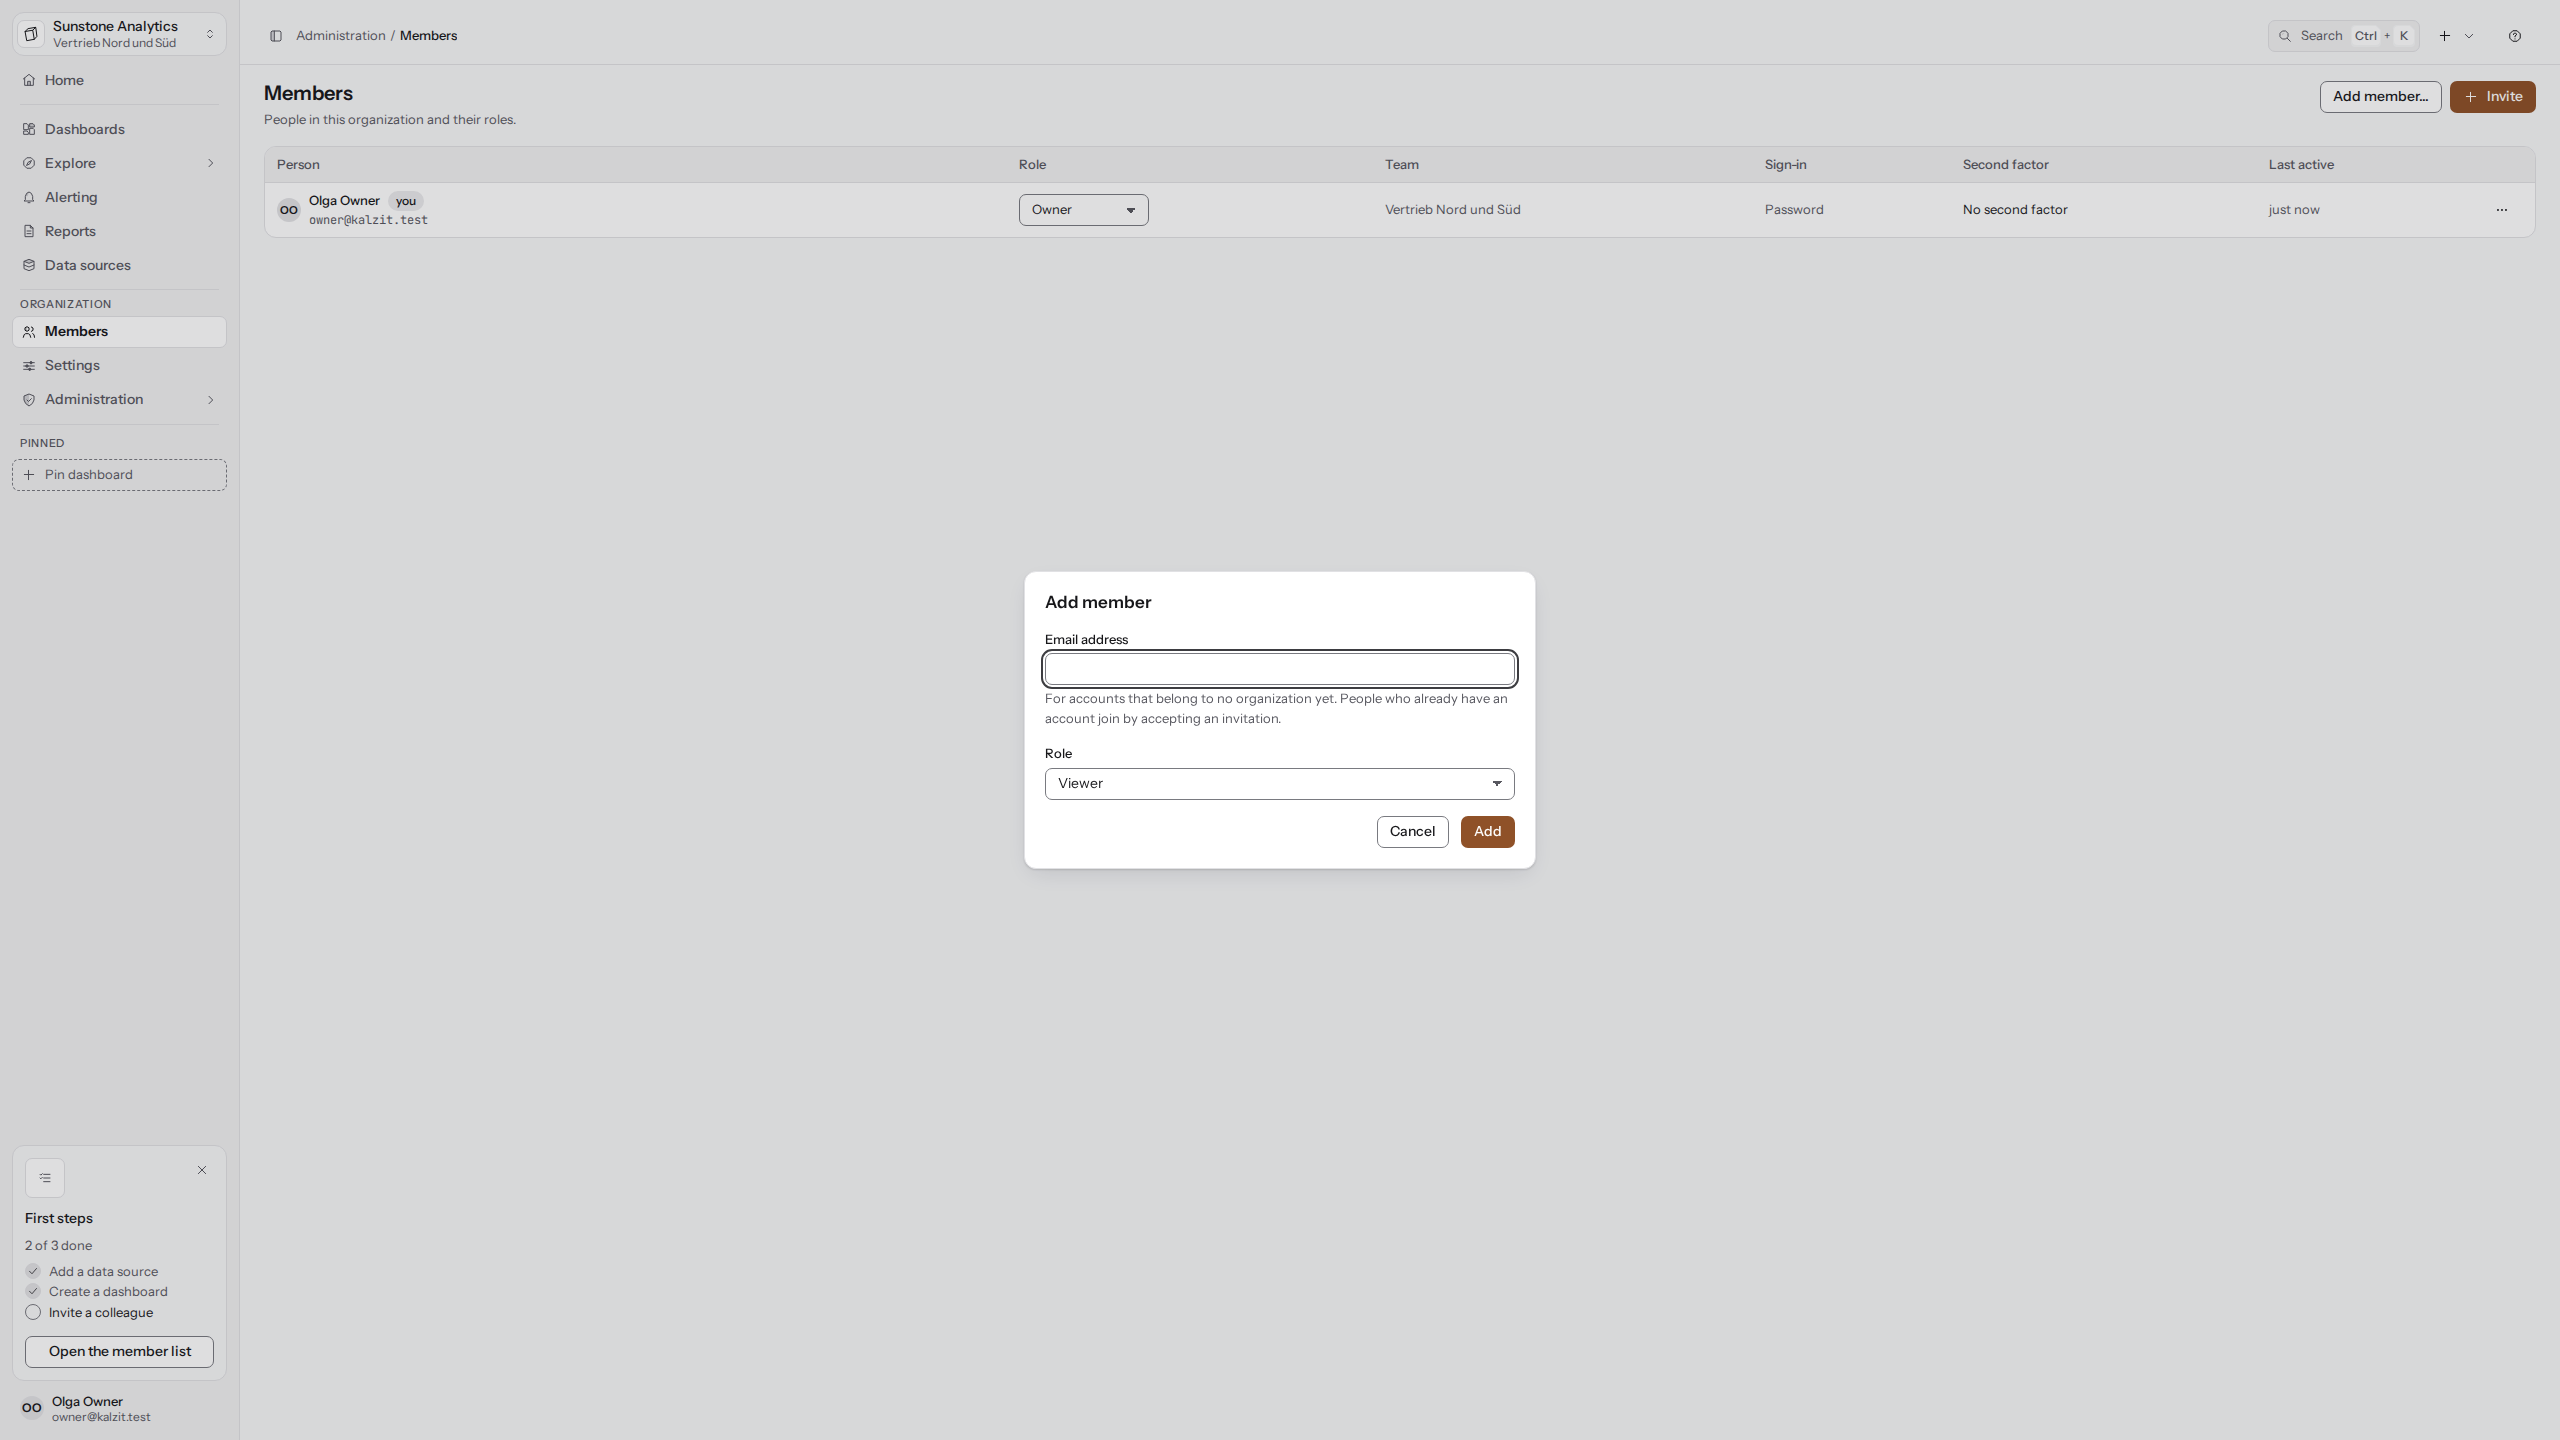 Sunstone Analytics
Vertrieb Nord und Süd
Home
Dashboards
Explore
Alerting
Reports
Data sources
ORGANIZATION
Members
Settings
Administration
PINNED
Pin dashboard
First steps
2 of 3 done
Add a data source
Create a dashboard
Invite a colleague
Open the member list
OO Olga Owner
owner@kalzit.test
Administration / Members
Search Ctrl + K
Members
People in this organization and their roles.
Add member...
Invite
Person Role Team Sign-in Second factor Last active
OO Olga Owner you
owner@kalzit.test
Owner Vertrieb Nord und Süd Password No second factor just now
Add member
Email address
For accounts that belong to no organization yet. People who already have an
account join by accepting an invitation.
Role
Viewer
Cancel Add